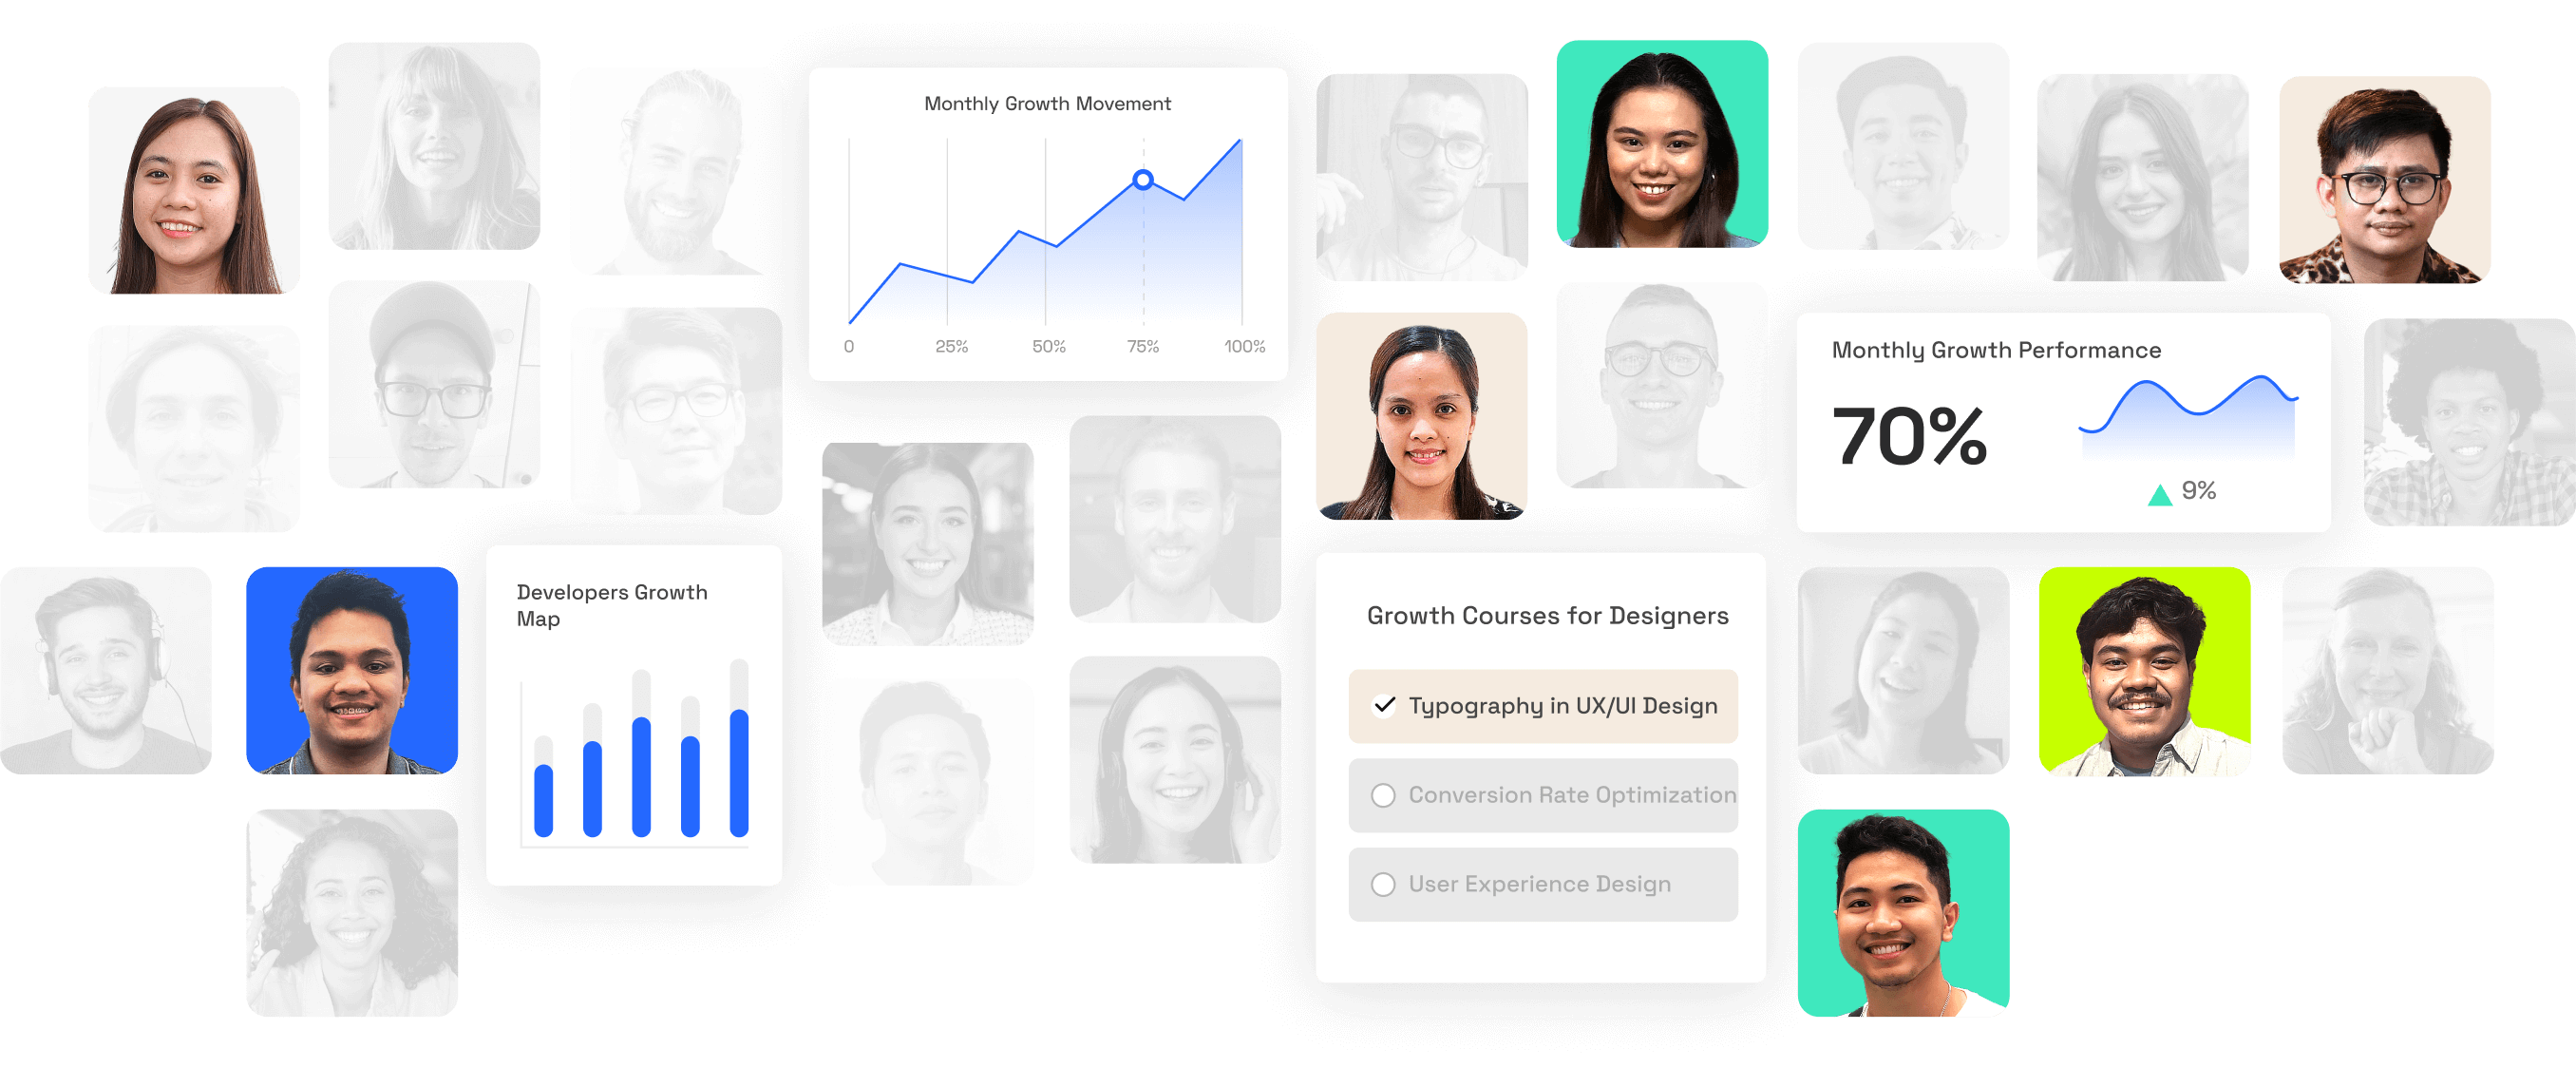 Monthly Growth Movement
0 25% 50% 75% 100%
Monthly Growth Performance
70%
9%
Developers Growth
Map
Growth Courses for Designers
Typography in UX/UI Design
Conversion Rate Optimization
User Experience Design